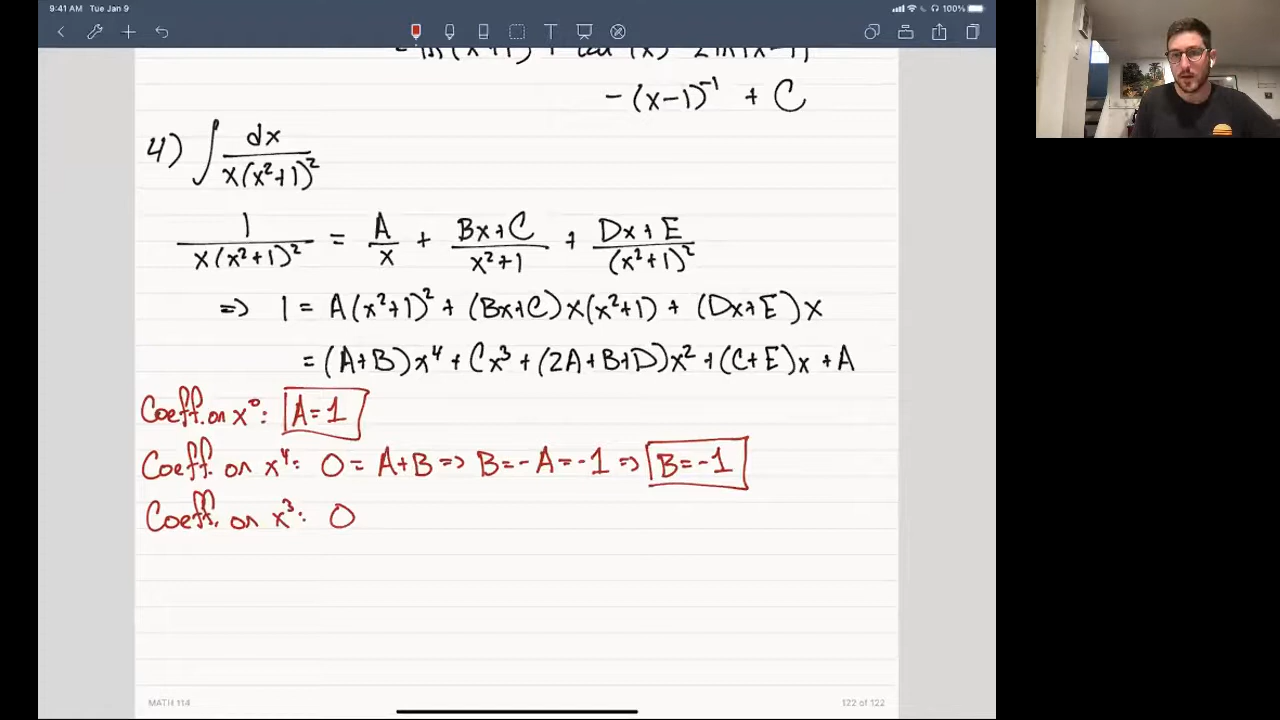 9:41 AM Tue Jan 9
100%
-(x-1)⁻¹ + C
4) ∫ dx / x(x²+1)²
1 / x(x²+1)² = A/x + Bx+C / x²+1 + Dx+E / (x²+1)²
⇒ 1 = A(x²+1)² + (Bx+C)x(x²+1) + (Dx+E)x
= (A+B)x⁴ + Cx³ + (2A+B+D)x² + (C+E)x + A
Coeff. on x⁰: A=1
Coeff. on x⁴: 0 = A+B ⇒ B=-A=-1 ⇒ B=-1
Coeff. on x³: 0
MATH 114
122 of 122